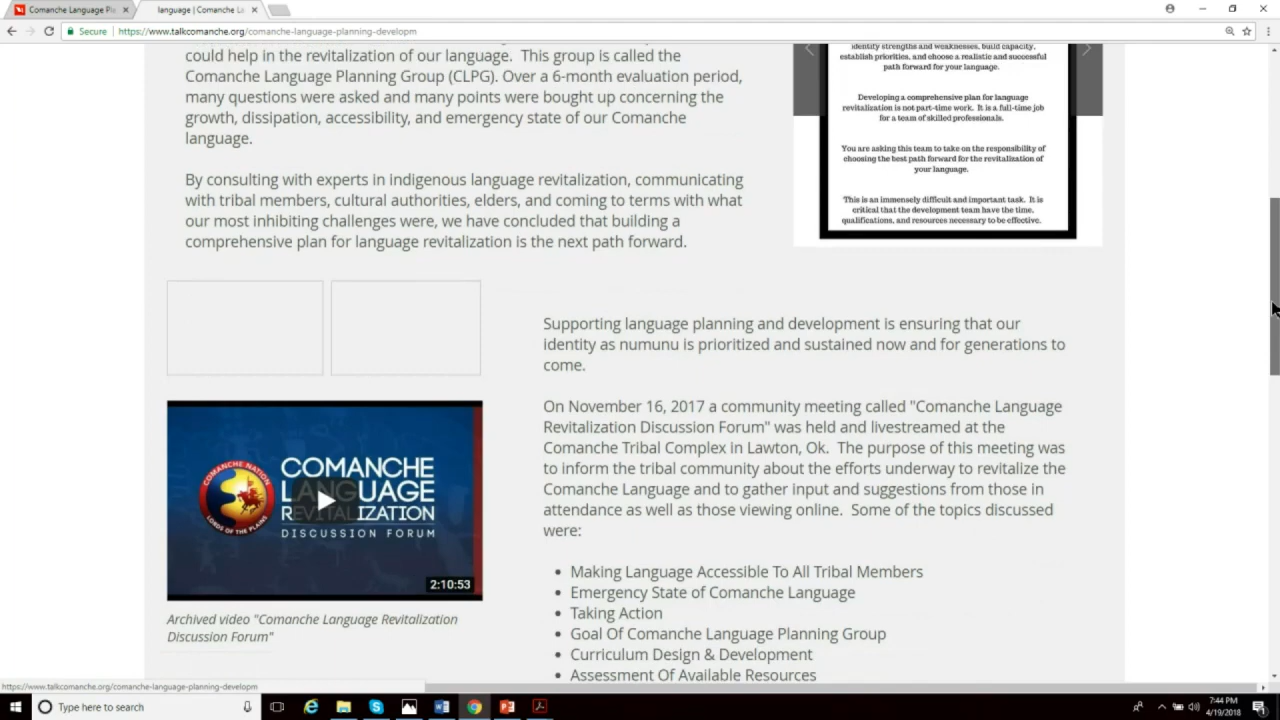 Comanche Language Pla
language | Comanche La
Secure
https://www.talkcomanche.org/comanche-language-planning-developm
could help in the revitalization of our language. This group is called the
Comanche Language Planning Group (CLPG). Over a 6 month evaluation period,
many questions were asked and many points were bought up concerning the
growth, disuse, accessibility, and emergency state of our Comanche
language.
By consulting with experts in indigenous language revitalization, communicating
with tribal members, cultural authorities, elders, and coming to terms with what
our most important challenges were, we have concluded that building a
comprehensive plan for language revitalization is the next path forward.
identity strengths and weaknesses, build capacity,
establish priorities, and choose a realistic and successful
path forward for your language.
Developing a comprehensive plan for language
revitalization is not part-time work. It is a full-time job
for a team of skilled professionals.
You are asking this team to take on the responsibility of
choosing the best path forward for the revitalization of
your language.
This is an immensely difficult and important task. It is
critical that the development team have the time,
qualifications, and resources necessary to be effective.
Supporting language planning and development is ensuring that our
identity as numunu is prioritized and sustained now and for generations to
come.
On November 16, 2017 a community meeting called "Comanche Language
Revitalization Discussion Forum" was held and livestreamed at the
Comanche Tribal Complex in Lawton, Ok. The purpose of this meeting was
to inform the tribal community about the efforts underway to revitalize the
Comanche Language and to gather input and suggestions from those in
attendance as well as those viewing online. Some of the topics discussed
were:
Making Language Accessible To All Tribal Members
Emergency State of Comanche Language
Taking Action
Goal Of Comanche Language Planning Group
Curriculum Design & Development
Assessment Of Available Resources
COMANCHE NATION
LORDS OF THE PLAINS
COMANCHE
LANGUAGE
REVITALIZATION
DISCUSSION FORUM
2:10:53
Archived video "Comanche Language Revitalization
Discussion Forum"
https://www.talkcomanche.org/comanche-language-planning-developm
Type here to search
7:44 PM
4/19/2018